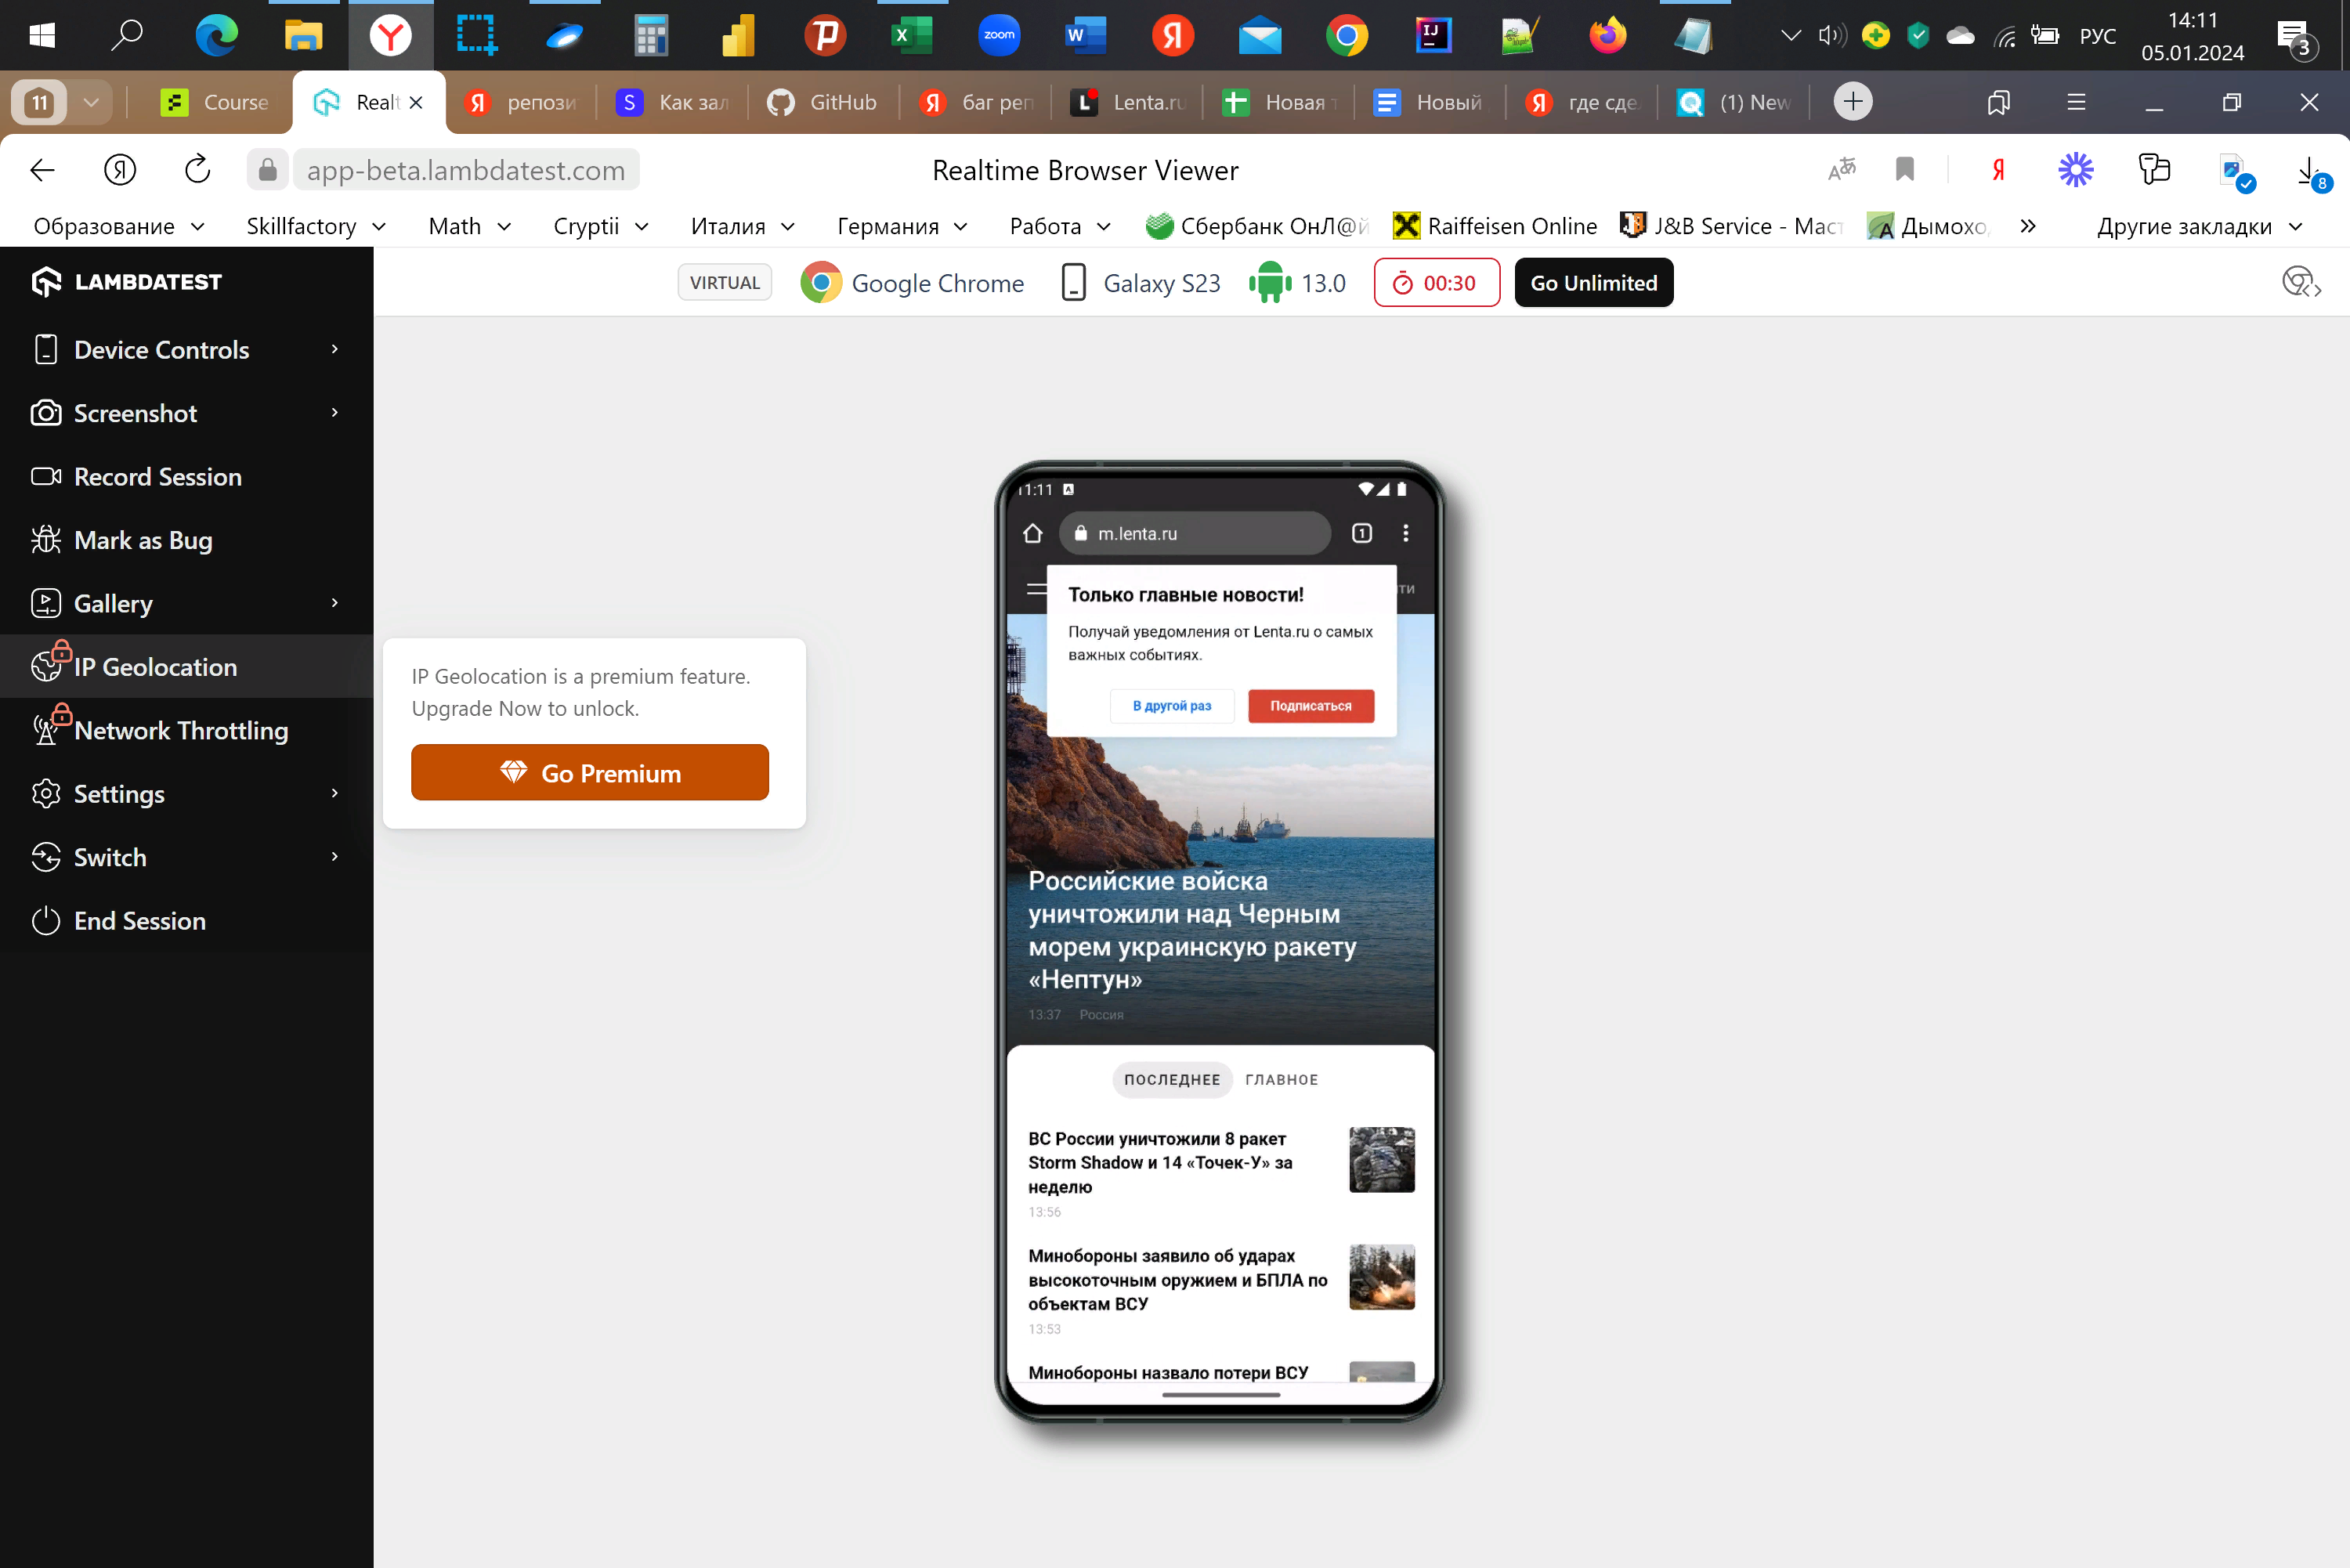 zoom
РУС
14:11
05.01.2024
3
11
Course
Realt
репози
Как зал
GitHub
баг реп
Lenta.ru
Новая т
Новый
где сде
(1) New
app-beta.lambdatest.com
Realtime Browser Viewer
8
Образование
Skillfactory
Math
Cryptii
Италия
Германия
Работа
Сбербанк ОнЛ@й
Raiffeisen Online
J&B Service - Маст
Дымохо
Другие закладки
LAMBDATEST
VIRTUAL
Google Chrome
Galaxy S23
13.0
00:30
Go Unlimited
Device Controls
Screenshot
Record Session
Mark as Bug
Gallery
IP Geolocation
Network Throttling
Settings
Switch
End Session
IP Geolocation is a premium feature.
Upgrade Now to unlock.
Go Premium
11:11
m.lenta.ru
1
ти
Только главные новости!
Получай уведомления от Lenta.ru о самых
важных событиях.
В другой раз
Подписаться
Российские войска
уничтожили над Черным
морем украинскую ракету
«Нептун»
13:37 Россия
ПОСЛЕДНЕЕ
ГЛАВНОЕ
ВС России уничтожили 8 ракет
Storm Shadow и 14 «Точек-У» за
неделю
13:56
Минобороны заявило об ударах
высокоточным оружием и БПЛА по
объектам ВСУ
13:53
Минобороны назвало потери ВСУ